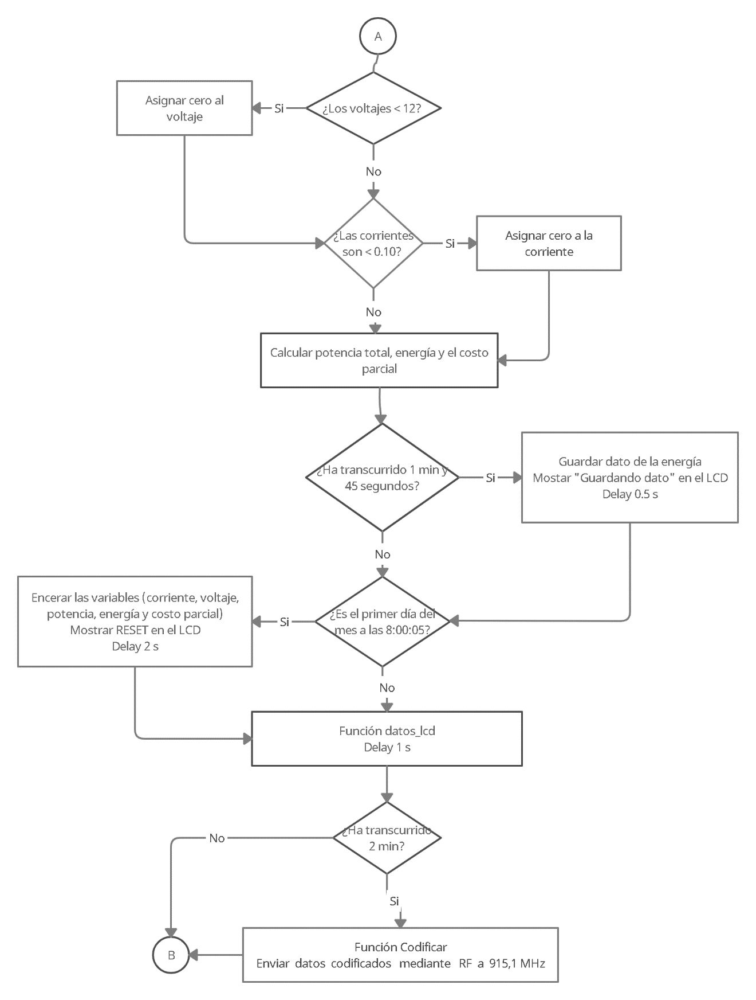 A
¿Los voltajes < 12?
Si
Asignar cero al
voltaje
No
¿Las corrientes
son < 0.10?
Si
Asignar cero a la
corriente
No
Calcular potencia total, energía y el costo
parcial
¿Ha transcurrido 1 min y
45 segundos?
Si
Guardar dato de la energía
Mostar "Guardando dato" en el LCD
Delay 0.5 s
No
¿Es el primer día del
mes a las 8:00:05?
Si
Encerar las variables (corriente, voltaje,
potencia, energía y costo parcial)
Mostrar RESET en el LCD
Delay 2 s
No
Función datos_lcd
Delay 1 s
¿Ha transcurrido
2 min?
No
Si
Función Codificar
Enviar datos codificados mediante RF a 915,1 MHz
B